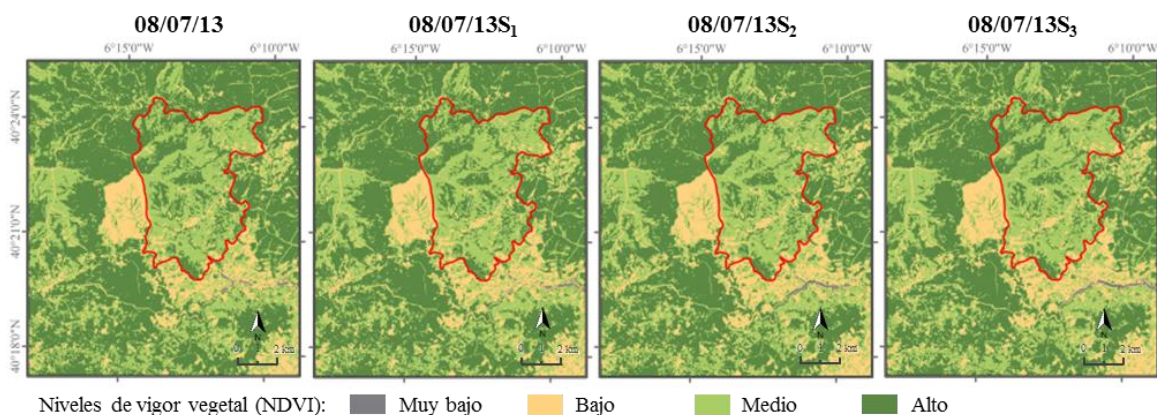 08/07/13 08/07/13S₁ 08/07/13S₂ 08/07/13S₃
6°15'0"W 6°10'0"W 6°15'0"W 6°10'0"W 6°15'0"W 6°10'0"W 6°15'0"W 6°10'0"W
40°24'0"N
40°21'0"N
40°18'0"N
N N N N
0 1 2 km 0 1 2 km 0 1 2 km 0 1 2 km
Niveles de vigor vegetal (NDVI): Muy bajo Bajo Medio Alto